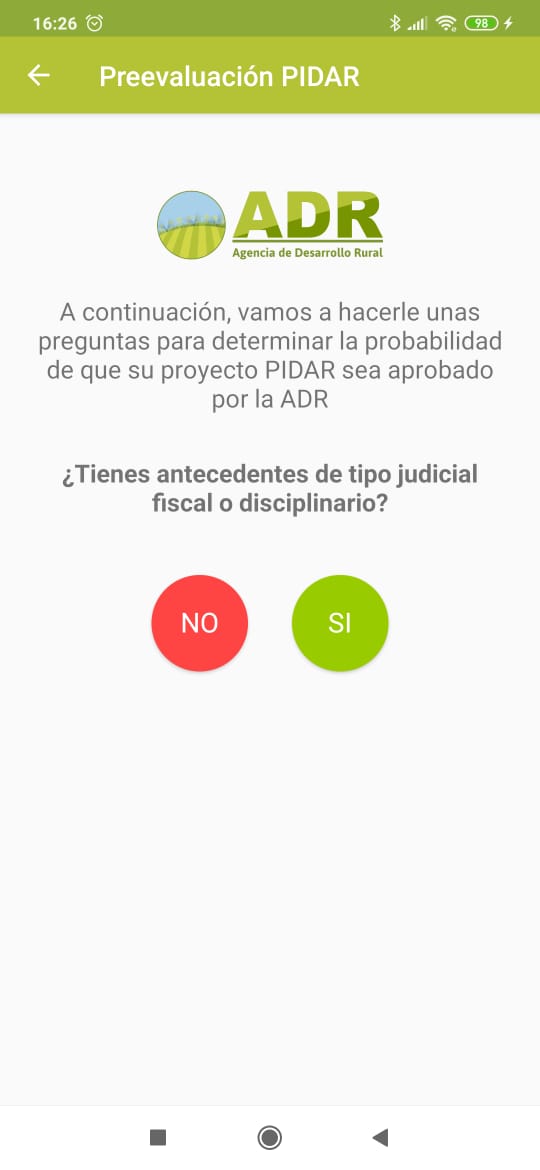 16:26
98
Preevaluación PIDAR
ADR
Agencia de Desarrollo Rural
A continuación, vamos a hacerle unas
preguntas para determinar la probabilidad
de que su proyecto PIDAR sea aprobado
por la ADR
¿Tienes antecedentes de tipo judicial
fiscal o disciplinario?
NO
SI